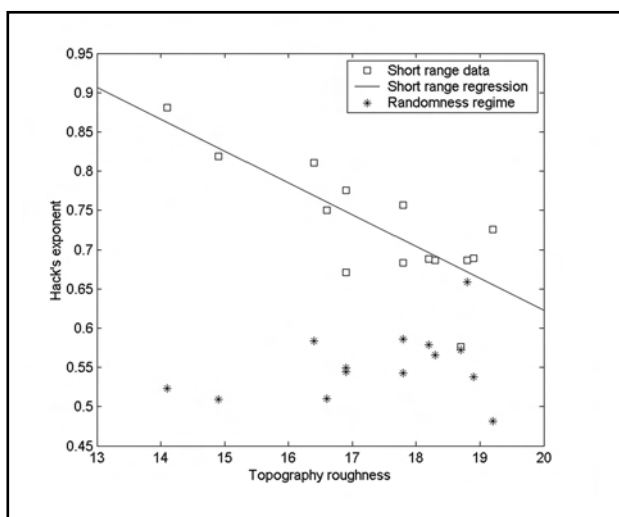 0.95
0.9
0.85
0.8
0.75
0.7
0.65
0.6
0.55
0.5
0.45
Hack's exponent
Short range data
Short range regression
Randomness regime
13 14 15 16 17 18 19 20
Topography roughness